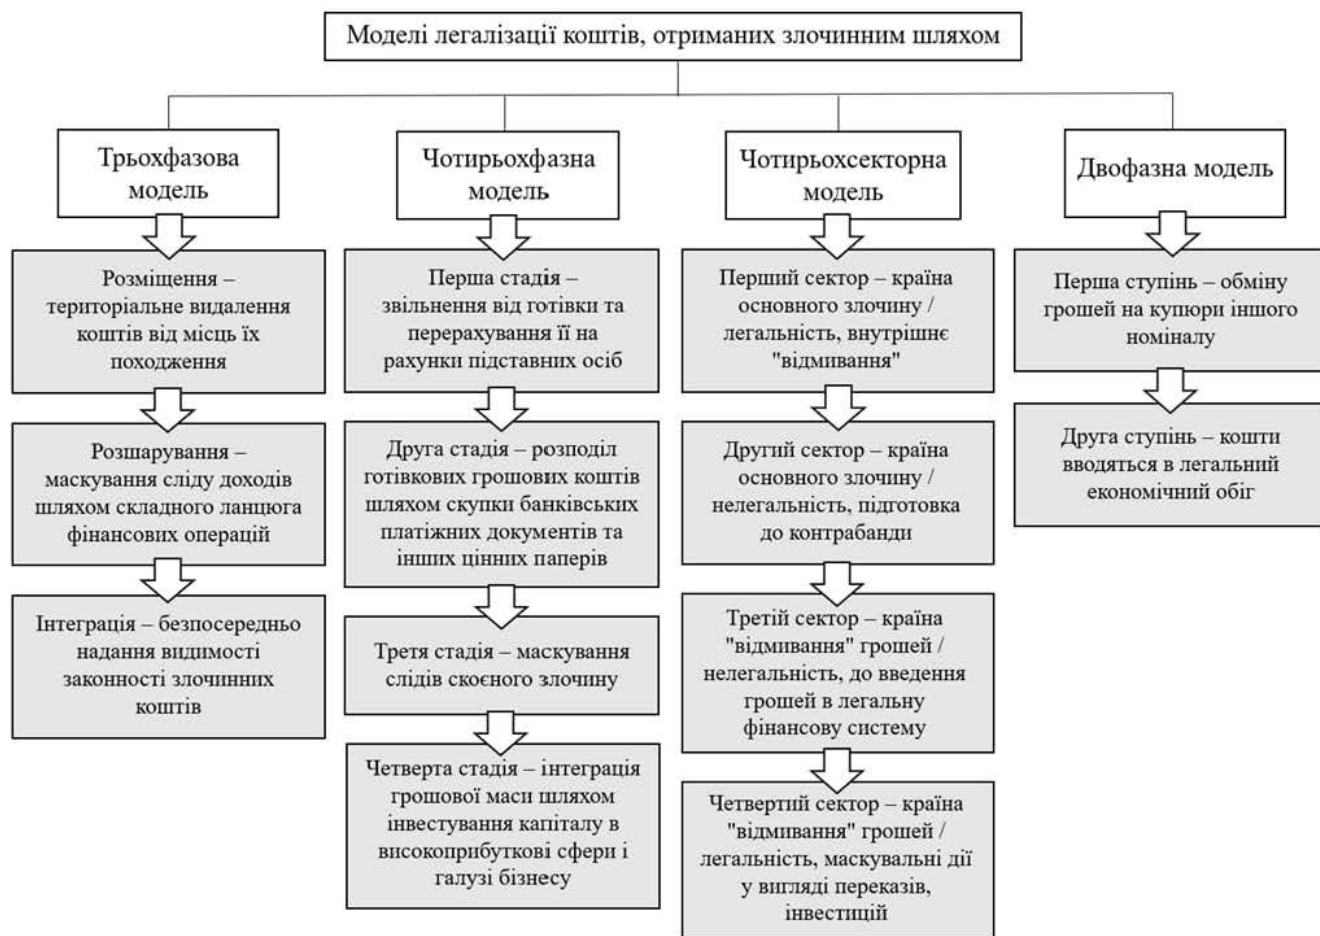 Моделі легалізації коштів, отриманих злочинним шляхом
Трьохфазова
модель
Розміщення –
територіальне видалення
коштів від місць їх
походження
Розшарування –
маскування сліду доходів
шляхом складного ланцюга
фінансових операцій
Інтеграція – безпосередньо
надання видимості
законності злочинних
коштів
Чотирьохфазна
модель
Перша стадія –
звільнення від готівки та
перерахування її на
рахунки підставних осіб
Друга стадія – розподіл
готівкових грошових коштів
шляхом скупки банківських
платіжних документів та
інших цінних паперів
Третя стадія – маскування
слідів скоєного злочину
Четверта стадія – інтеграція
грошової маси шляхом
інвестування капіталу в
високоприбуткові сфери і
галузі бізнесу
Чотирьохсекторна
модель
Перший сектор – країна
основного злочину /
легальність, внутрішнє
"відмивання"
Другий сектор – країна
основного злочину /
нелегальність, підготовка
до контрабанди
Третій сектор – країна
"відмивання" грошей /
нелегальність, до введення
грошей в легальну
фінансову систему
Четвертий сектор – країна
"відмивання" грошей /
легальність, маскувальні дії
у вигляді переказів,
інвестицій
Двофазна модель
Перша ступінь – обміну
грошей на купюри іншого
номіналу
Друга ступінь – кошти
вводяться в легальний
економічний обіг